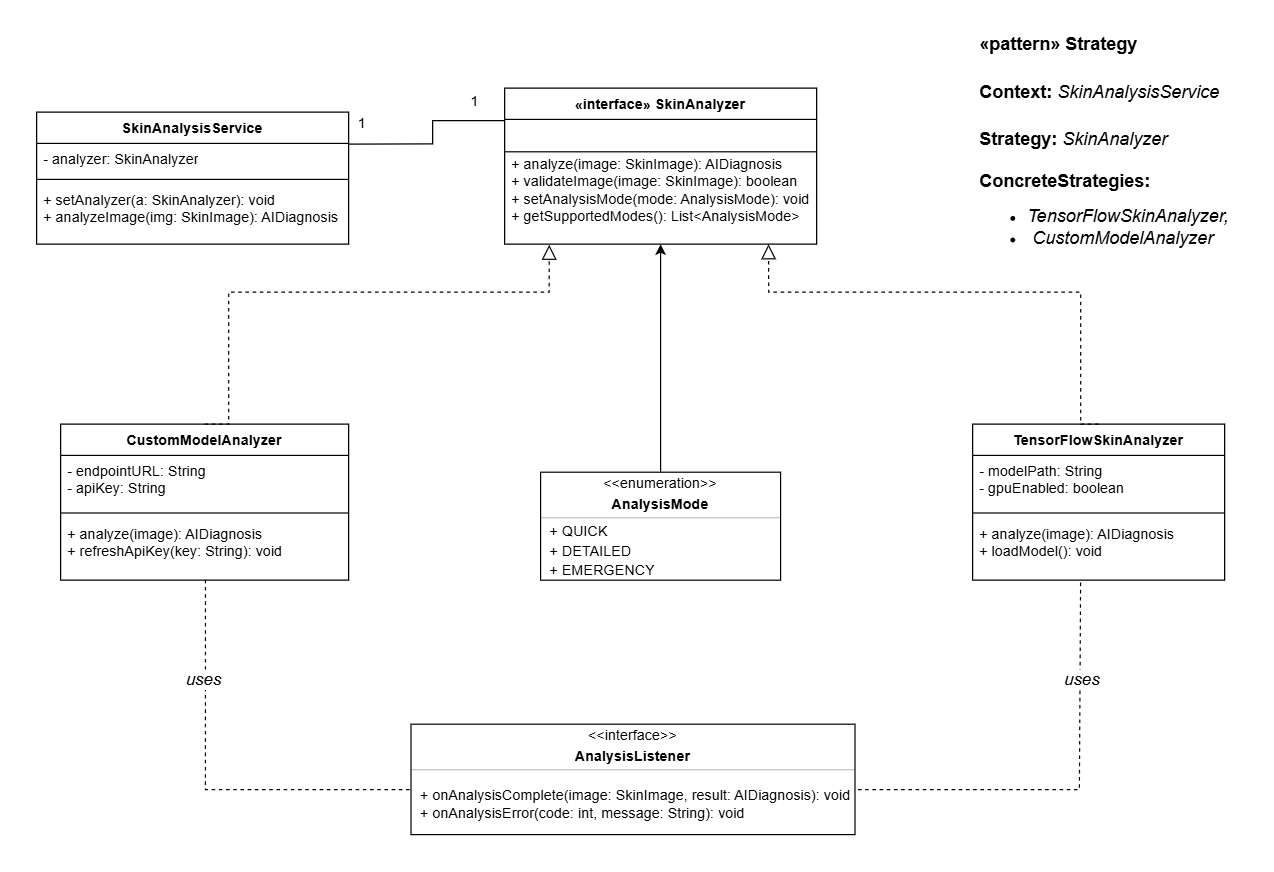 «pattern» Strategy
Context: SkinAnalysisService
Strategy: SkinAnalyzer
ConcreteStrategies:
• TensorFlowSkinAnalyzer,
• CustomModelAnalyzer
SkinAnalysisService
- analyzer: SkinAnalyzer
+ setAnalyzer(a: SkinAnalyzer): void
+ analyzeImage(img: SkinImage): AIDiagnosis
1
1
«interface» SkinAnalyzer
+ analyze(image: SkinImage): AIDiagnosis
+ validateImage(image: SkinImage): boolean
+ setAnalysisMode(mode: AnalysisMode): void
+ getSupportedModes(): List<AnalysisMode>
CustomModelAnalyzer
- endpointURL: String
- apiKey: String
+ analyze(image): AIDiagnosis
+ refreshApiKey(key: String): void
<<enumeration>>
AnalysisMode
+ QUICK
+ DETAILED
+ EMERGENCY
TensorFlowSkinAnalyzer
- modelPath: String
- gpuEnabled: boolean
+ analyze(image): AIDiagnosis
+ loadModel(): void
uses
uses
<<interface>>
AnalysisListener
+ onAnalysisComplete(image: SkinImage, result: AIDiagnosis): void
+ onAnalysisError(code: int, message: String): void